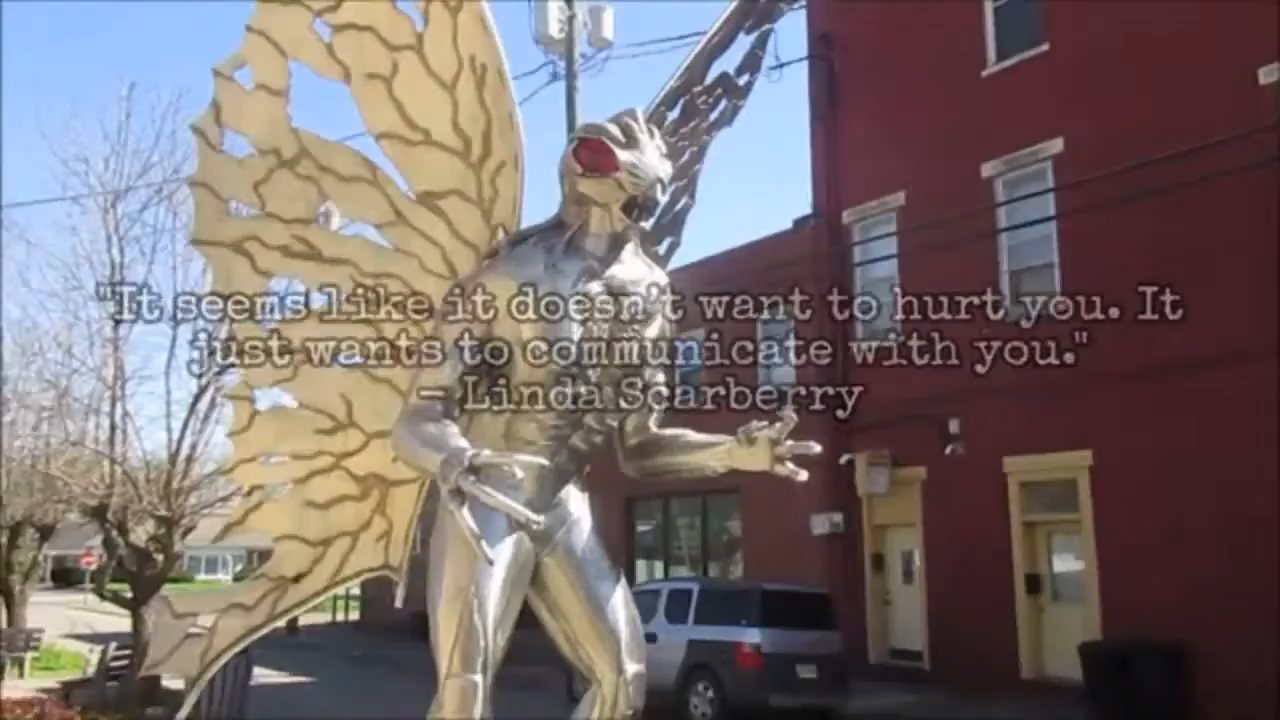 "It seems like it doesn't want to hurt you. It
just wants to communicate with you."
- Linda Scarberry